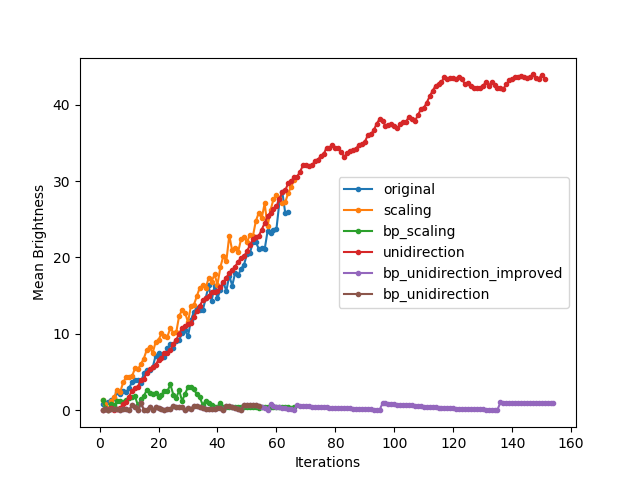 40
30
20
10
0
Mean Brightness
original
scaling
bp_scaling
unidirection
bp_unidirection_improved
bp_unidirection
0 20 40 60 80 100 120 140 160
Iterations